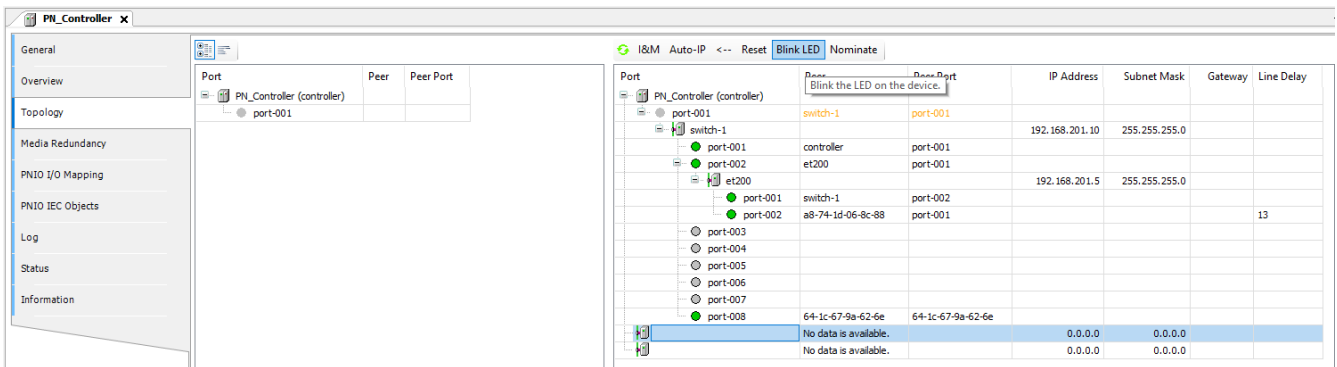 PN_Controller X
General
Overview
Topology
Media Redundancy
PNIO I/O Mapping
PNIO IEC Objects
Log
Status
Information
Port Peer Peer Port
PN_Controller (controller)
port-001
I&M Auto-IP <-- Reset Blink LED Nominate
Port Peer Peer Port IP Address Subnet Mask Gateway Line Delay
Blink the LED on the device.
PN_Controller (controller)
port-001 switch-1 port-001
switch-1 192.168.201.10 255.255.255.0
port-001 controller port-001
port-002 et200 port-001
et200 192.168.201.5 255.255.255.0
port-001 switch-1 port-002
port-002 a8-74-1d-06-8c-88 port-001 13
port-003
port-004
port-005
port-006
port-007
port-008 64-1c-67-9a-62-6e 64-1c-67-9a-62-6e
No data is available. 0.0.0.0 0.0.0.0
No data is available. 0.0.0.0 0.0.0.0